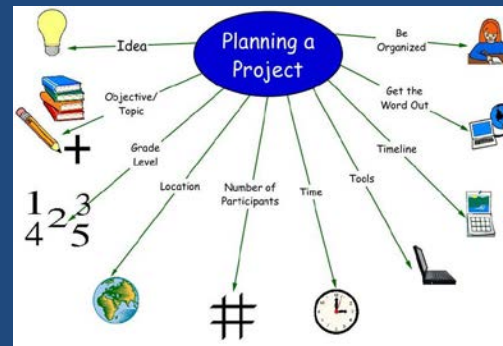 Planning a
Project
Idea
Objective/
Topic
Grade
Level
Location
Number of
Participants
Time
Tools
Timeline
Get the
Word Out
Be
Organized
1 2 3
4 5
#